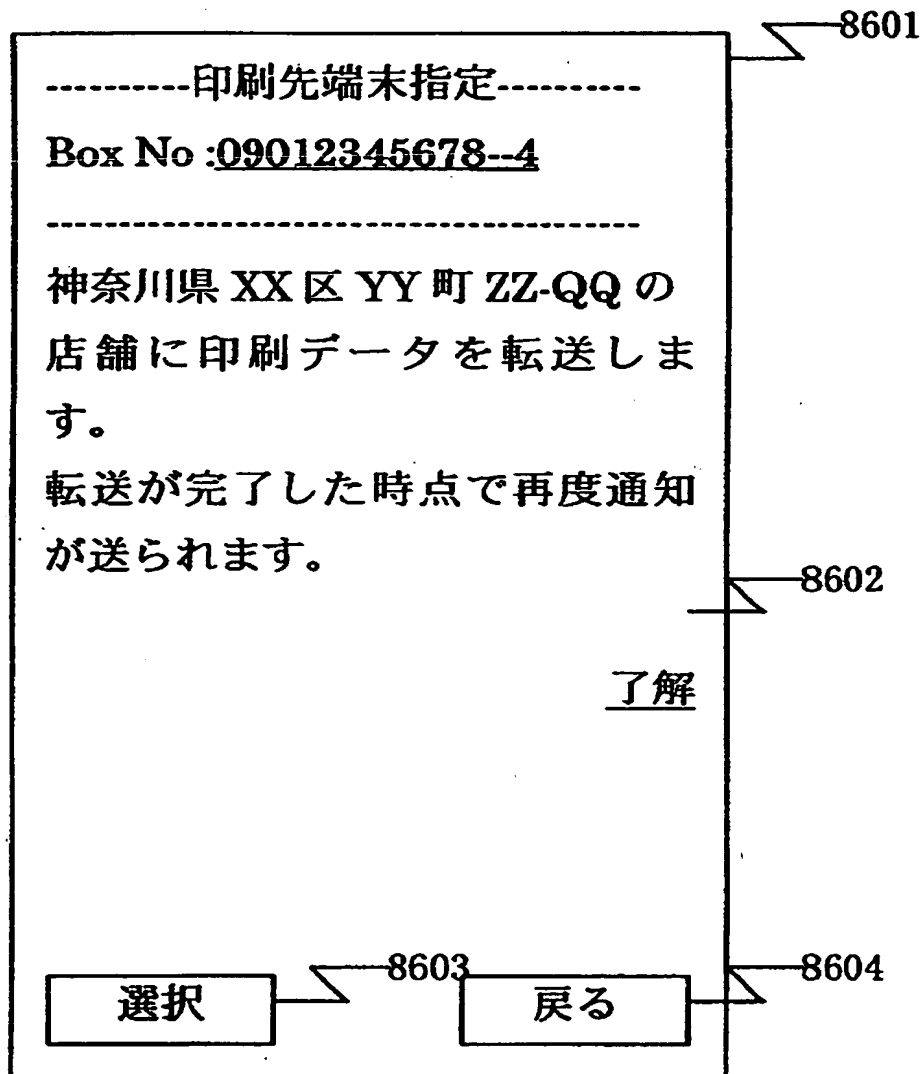 8601
----------印刷先端末指定----------
Box No :09012345678--4
-----------------------------------------
神奈川県 XX 区 YY 町 ZZ-QQ の
店舗に印刷データを転送しま
す。
転送が完了した時点で再度通知
が送られます。
8602
了解
8603
8604
選択
戻る